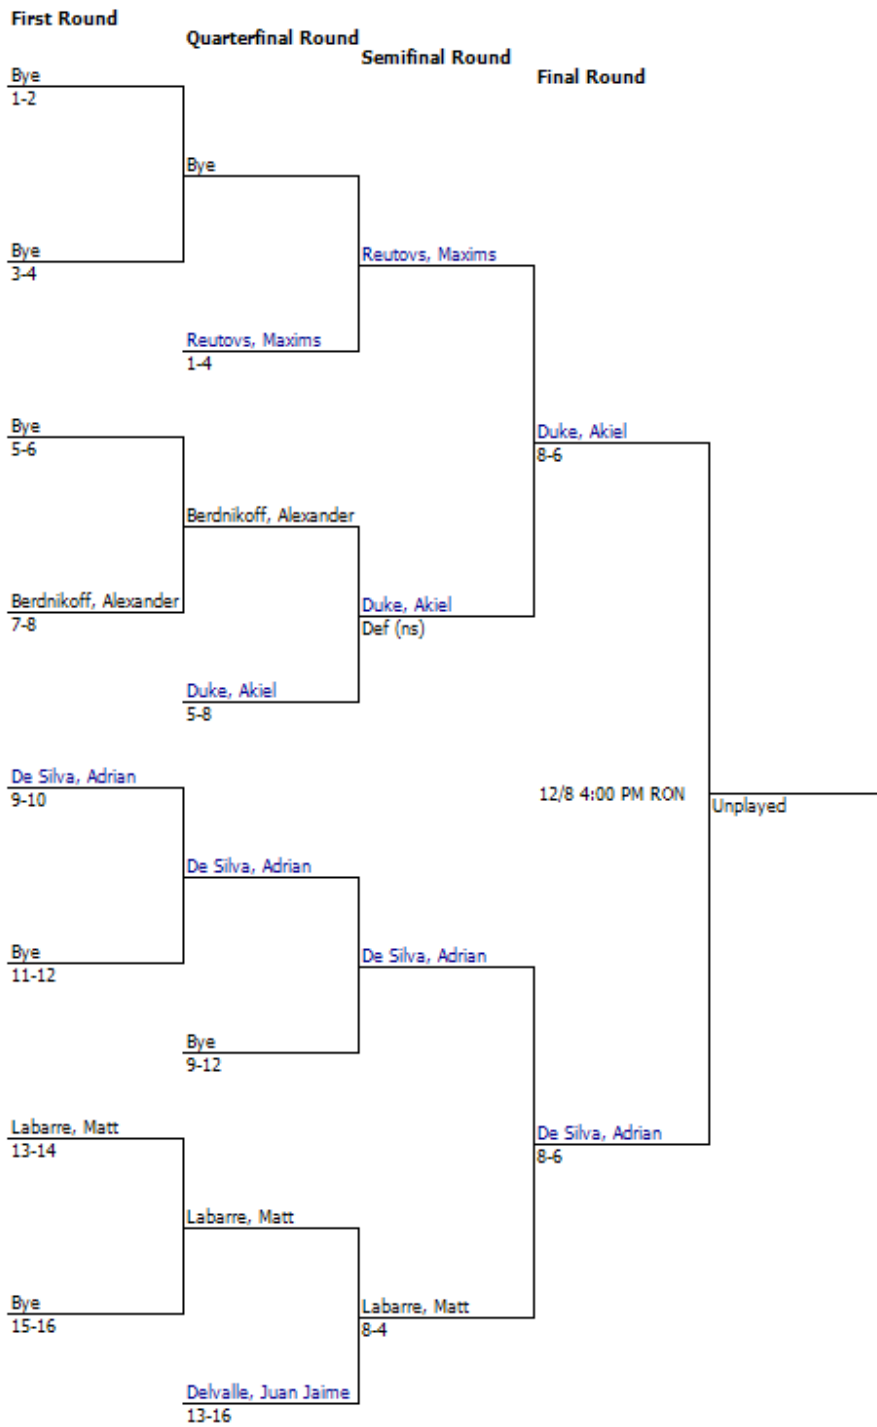 First Round
Quarterfinal Round
Semifinal Round
Final Round
Bye
1-2
Bye
Bye
3-4
Reutovs, Maxims
Reutovs, Maxims
1-4
Bye
5-6
Duke, Akiel
8-6
Berdnikoff, Alexander
Berdnikoff, Alexander
7-8
Duke, Akiel
Def (ns)
Duke, Akiel
5-8
De Silva, Adrian
9-10
12/8 4:00 PM RON
Unplayed
De Silva, Adrian
Bye
11-12
De Silva, Adrian
Bye
9-12
Labarre, Matt
13-14
De Silva, Adrian
8-6
Labarre, Matt
Bye
15-16
Labarre, Matt
8-4
Delvalle, Juan Jaime
13-16